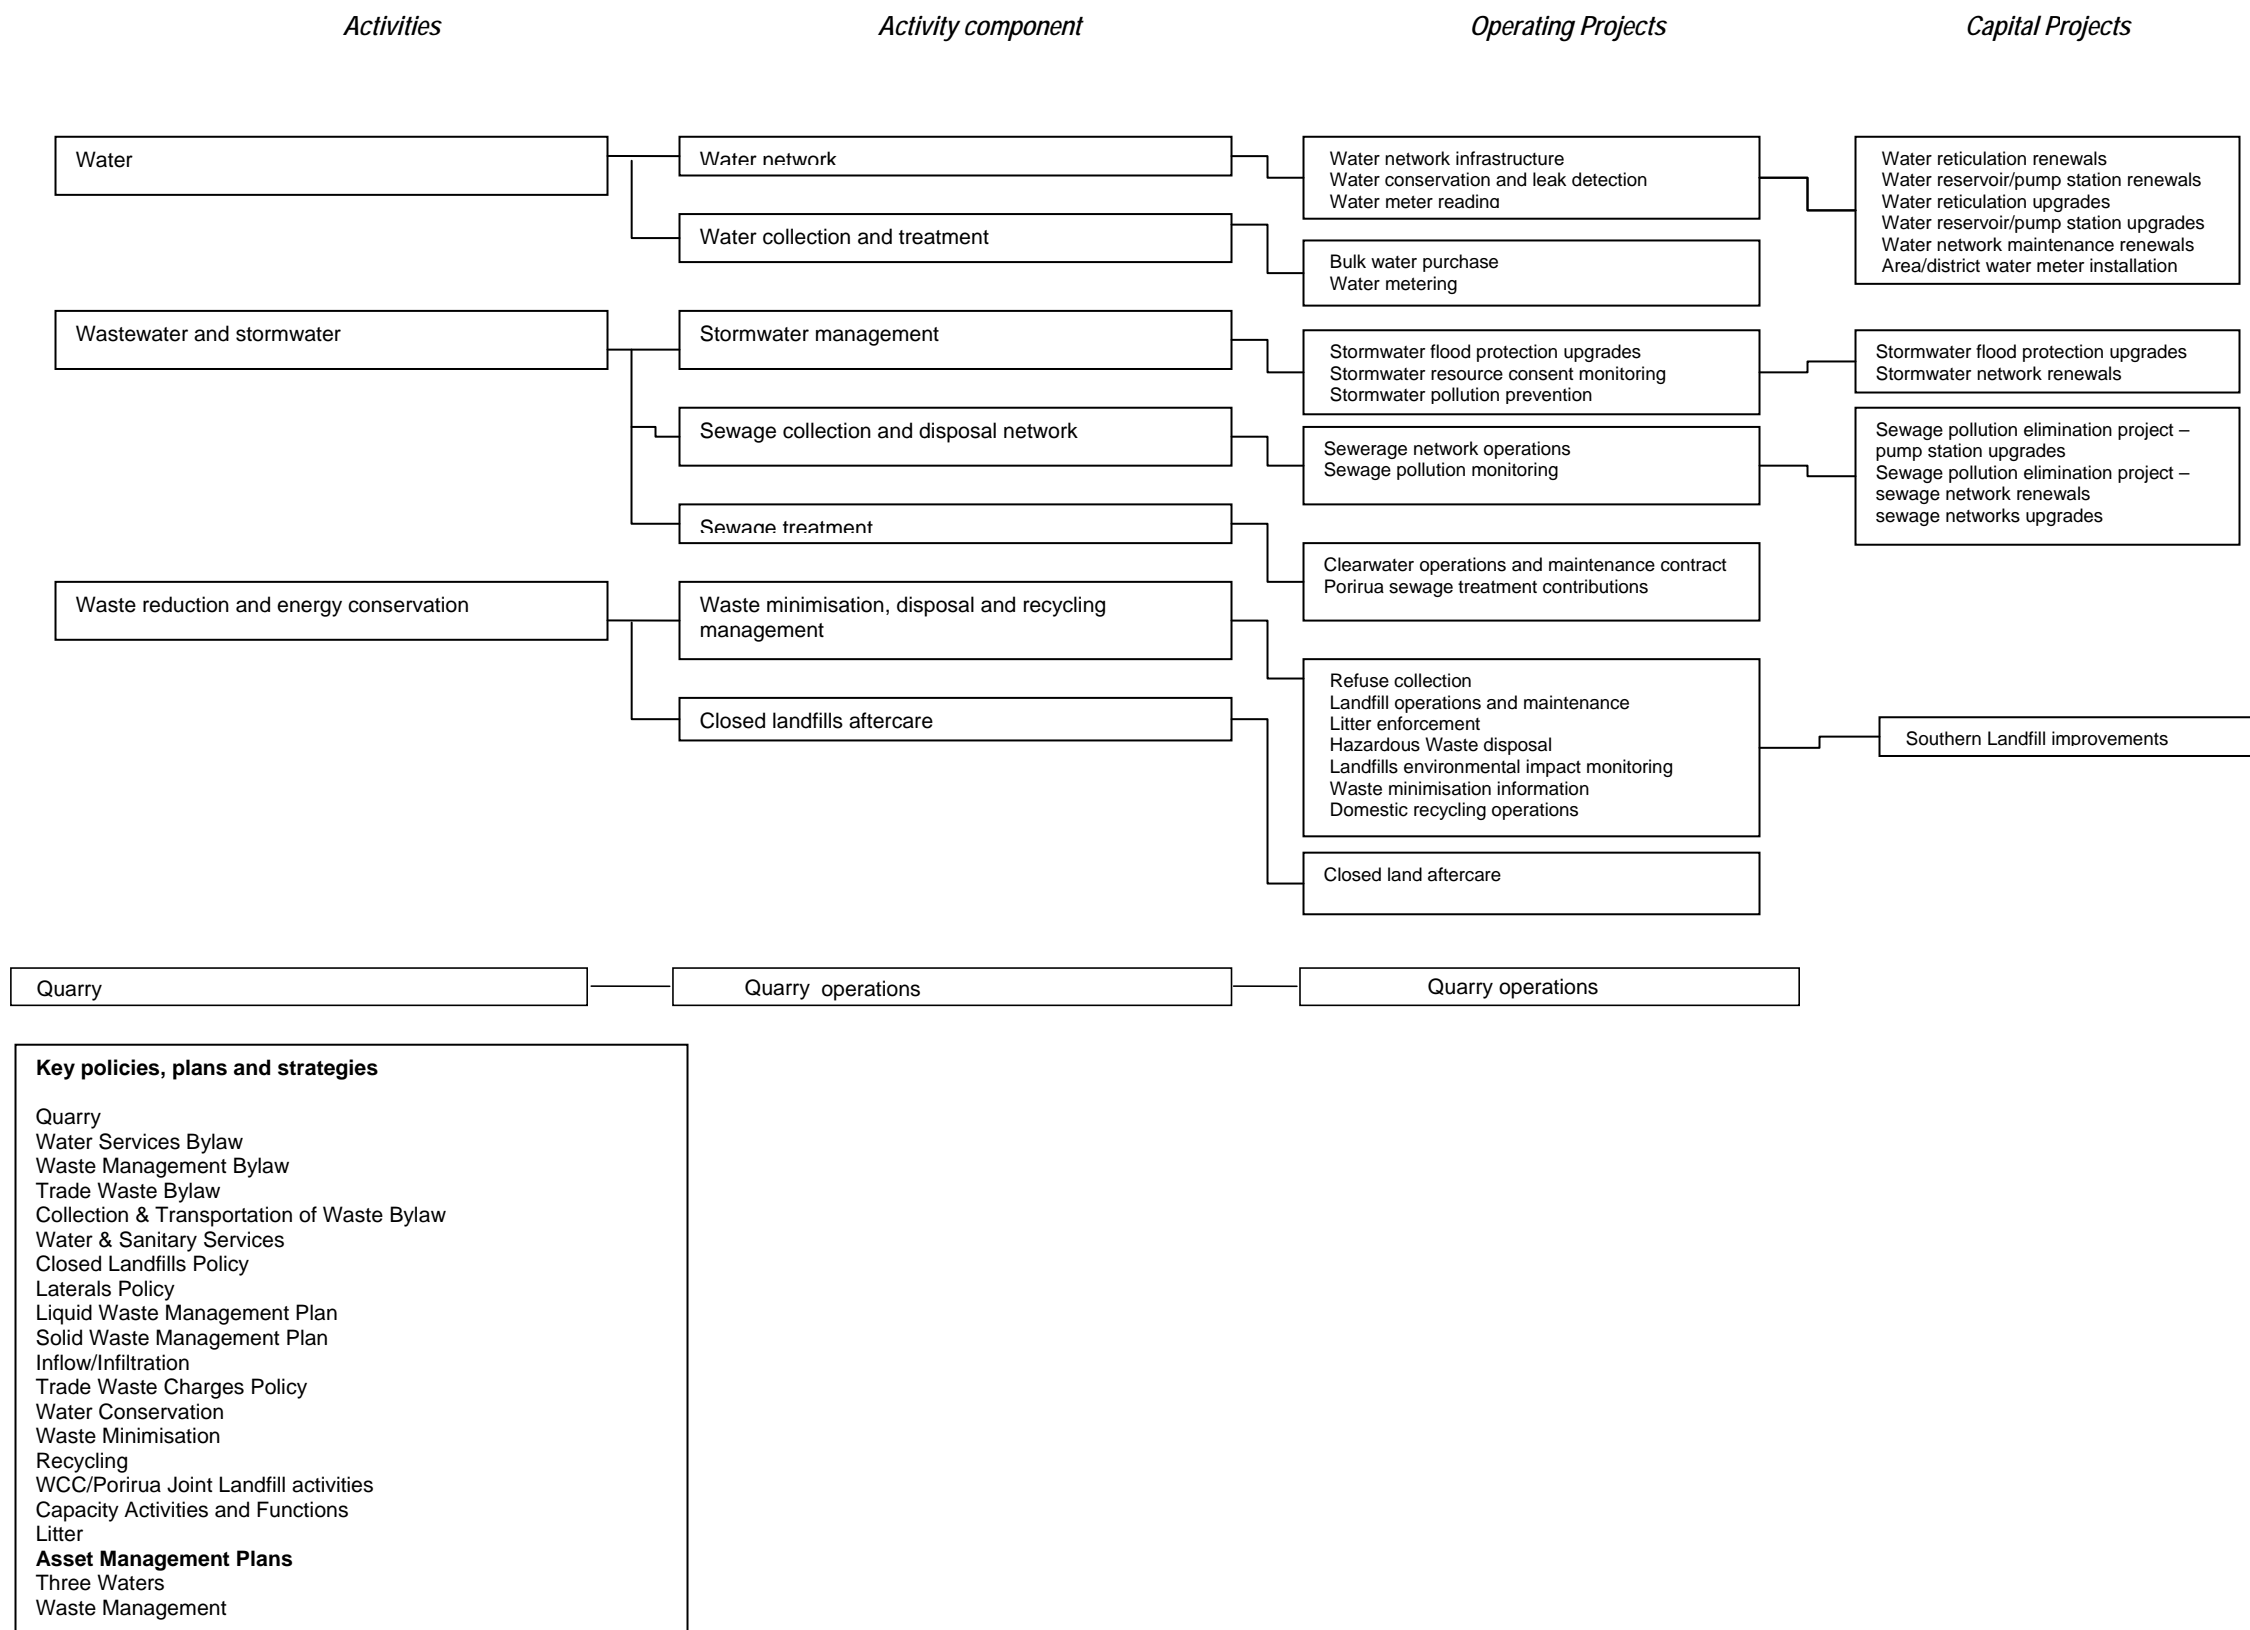 Activities
Activity component
Operating Projects
Capital Projects
Water
Water network
Water network infrastructure
Water conservation and leak detection
Water meter reading
Water reticulation renewals
Water reservoir/pump station renewals
Water reticulation upgrades
Water reservoir/pump station upgrades
Water network maintenance renewals
Area/district water meter installation
Water collection and treatment
Bulk water purchase
Water metering
Wastewater and stormwater
Stormwater management
Stormwater flood protection upgrades
Stormwater resource consent monitoring
Stormwater pollution prevention
Stormwater flood protection upgrades
Stormwater network renewals
Sewage collection and disposal network
Sewerage network operations
Sewage pollution monitoring
Sewage pollution elimination project –
pump station upgrades
Sewage pollution elimination project –
sewage network renewals
sewage networks upgrades
Sewage treatment
Clearwater operations and maintenance contract
Porirua sewage treatment contributions
Waste reduction and energy conservation
Waste minimisation, disposal and recycling
management
Refuse collection
Landfill operations and maintenance
Litter enforcement
Hazardous Waste disposal
Landfills environmental impact monitoring
Waste minimisation information
Domestic recycling operations
Southern Landfill improvements
Closed landfills aftercare
Closed land aftercare
Quarry
Quarry operations
Quarry operations
Key policies, plans and strategies
Quarry
Water Services Bylaw
Waste Management Bylaw
Trade Waste Bylaw
Collection & Transportation of Waste Bylaw
Water & Sanitary Services
Closed Landfills Policy
Laterals Policy
Liquid Waste Management Plan
Solid Waste Management Plan
Inflow/Infiltration
Trade Waste Charges Policy
Water Conservation
Waste Minimisation
Recycling
WCC/Porirua Joint Landfill activities
Capacity Activities and Functions
Litter
Asset Management Plans
Three Waters
Waste Management